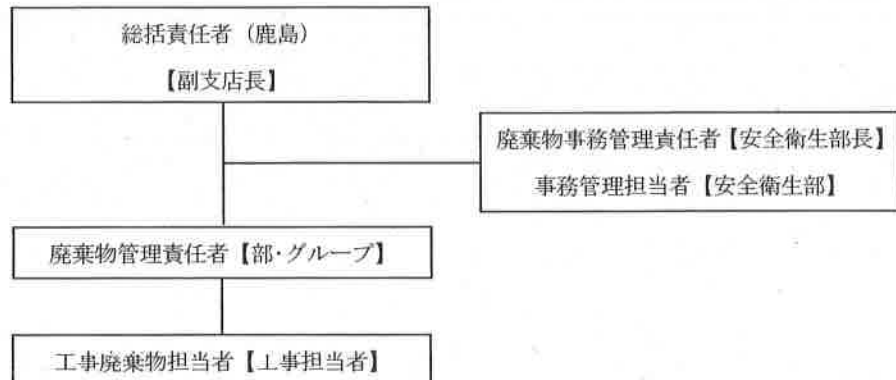 総括責任者（鹿島）
【副支店長】
廃棄物事務管理責任者【安全衛生部長】
事務管理担当者【安全衛生部】
廃棄物管理責任者【部･グループ】
工事廃棄物担当者【工事担当者】